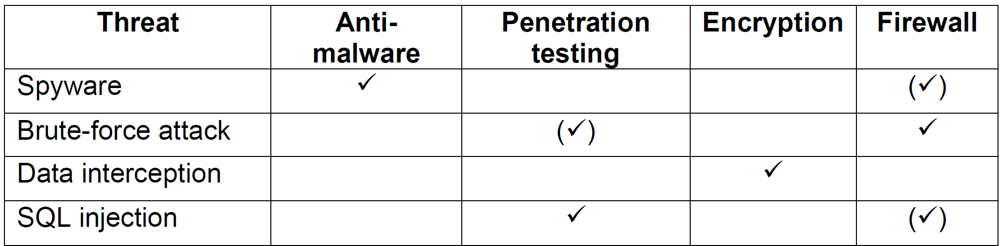 Threat Anti- Penetration Encryption Firewall
malware testing
Spyware ✓ (✓)
Brute-force attack (✓) ✓
Data interception ✓
SQL injection ✓ (✓)